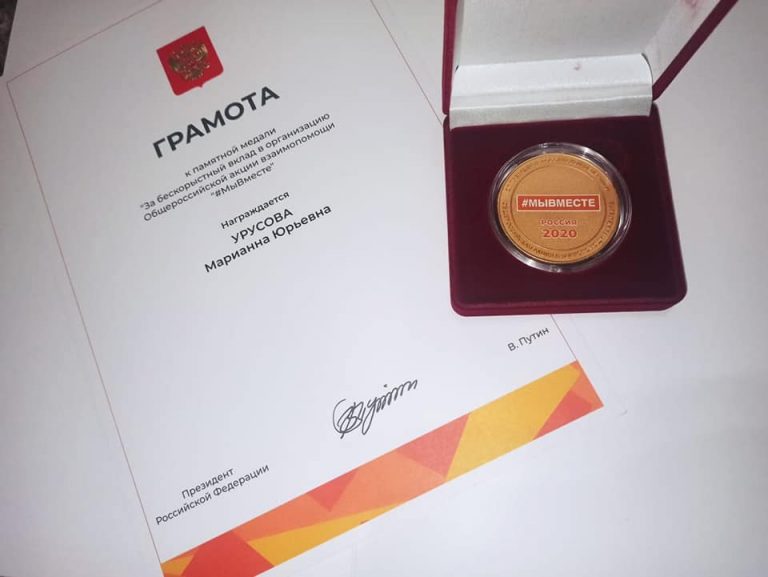 ГРАМОТА
к памятной медали
"За бескорыстный вклад в организацию
Общероссийской акции взаимопомощи
"#МыВместе"
Награждается
УРУСОВА
Марианна Юрьевна
В. Путин
Президент
Российской Федерации
#МЫВМЕСТЕ
РОССИЯ
2020